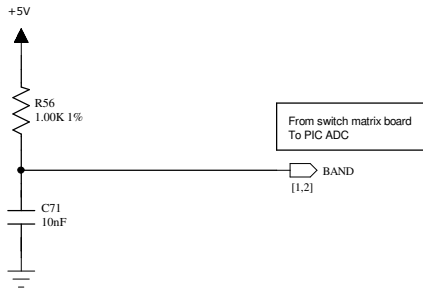 +5V
R56
1.00K 1%
From switch matrix board
To PIC ADC
BAND
[1,2]
C71
10nF